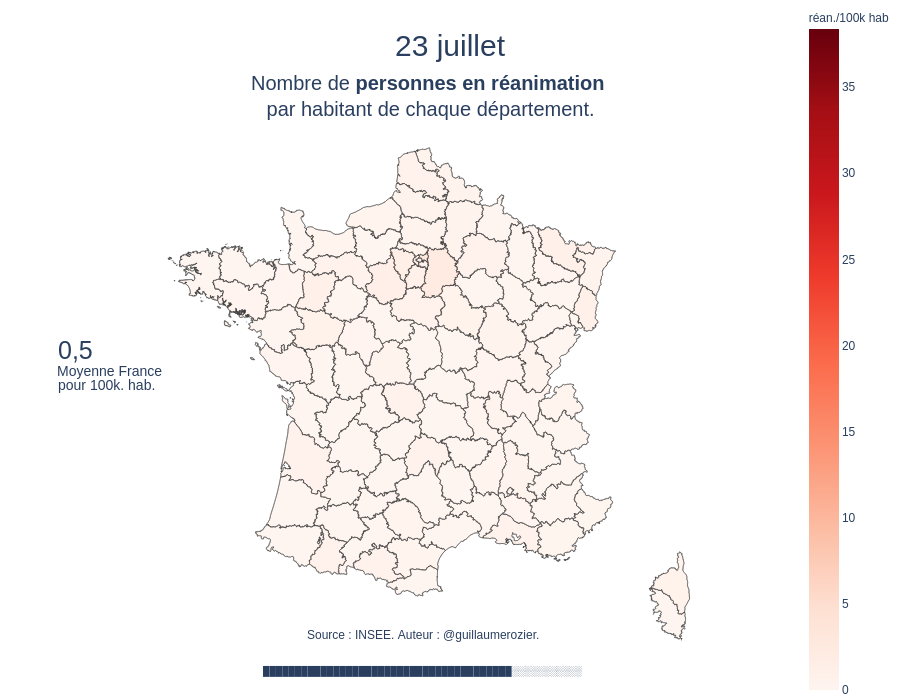 réan./100k hab
23 juillet
Nombre de personnes en réanimation
par habitant de chaque département.
35
30
25
20
15
10
5
0
0,5
Moyenne France
pour 100k. hab.
Source : INSEE. Auteur : @guillaumerozier.